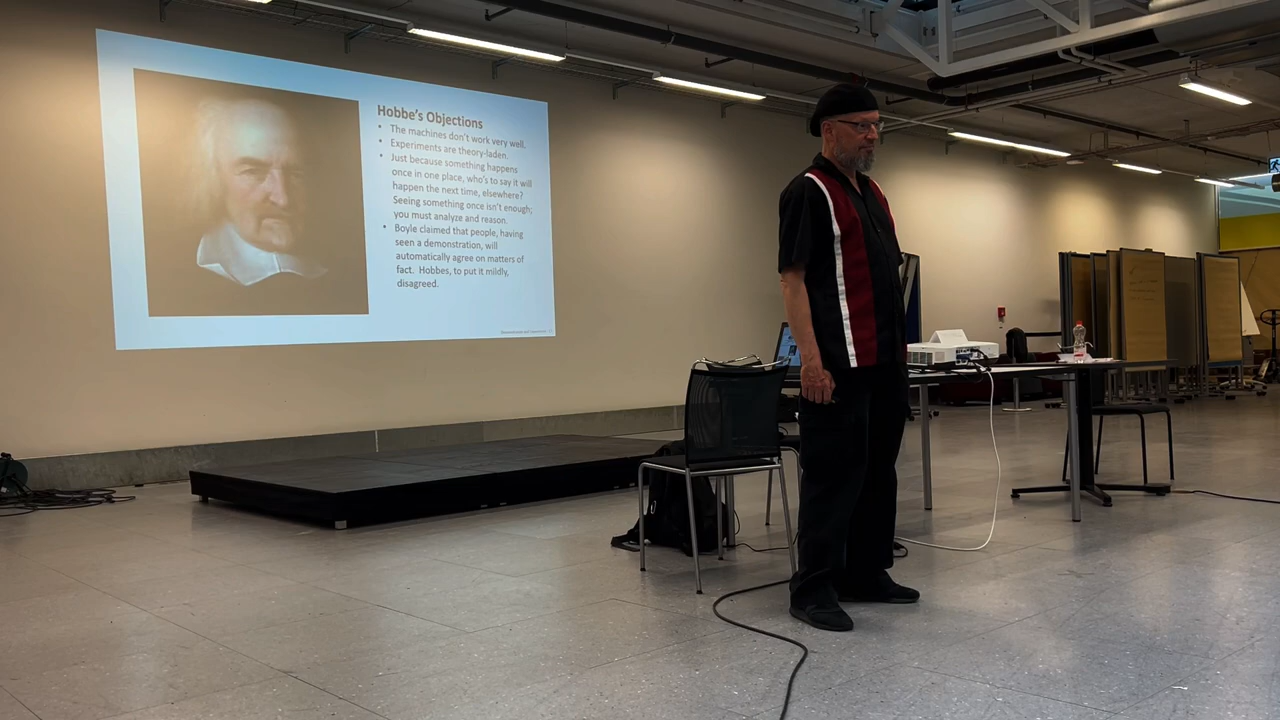 Hobbe's Objections
• The machines don't work very well.
• Experiments are theory-laden.
• Just because something happens
once in one place, who's to say it will
happen the next time, elsewhere?
Seeing something once isn't enough;
you must analyze and reason.
• Boyle claimed that people, having
seen a demonstration, will
automatically agree on matters of
fact. Hobbes, to put it mildly,
disagreed.